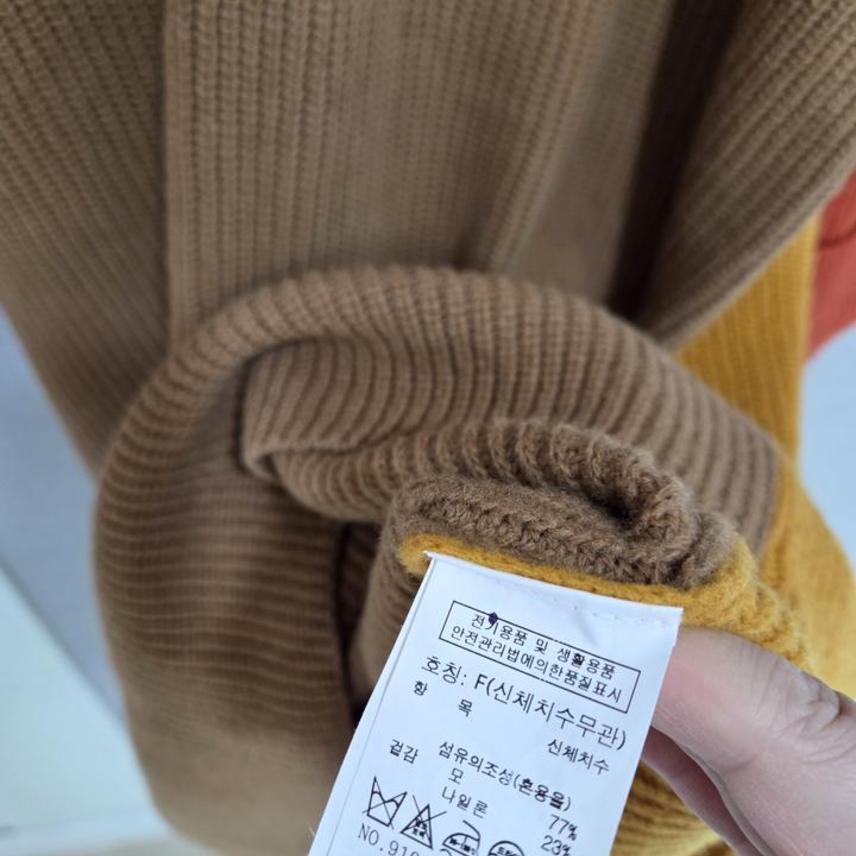 전기용품 및 생활용품
안전관리법에의한품질표시
호칭: F(신체치수무관)
항 목
신체치수
섬유의조성(혼용율)
겉감 모 77%
나일론 23%